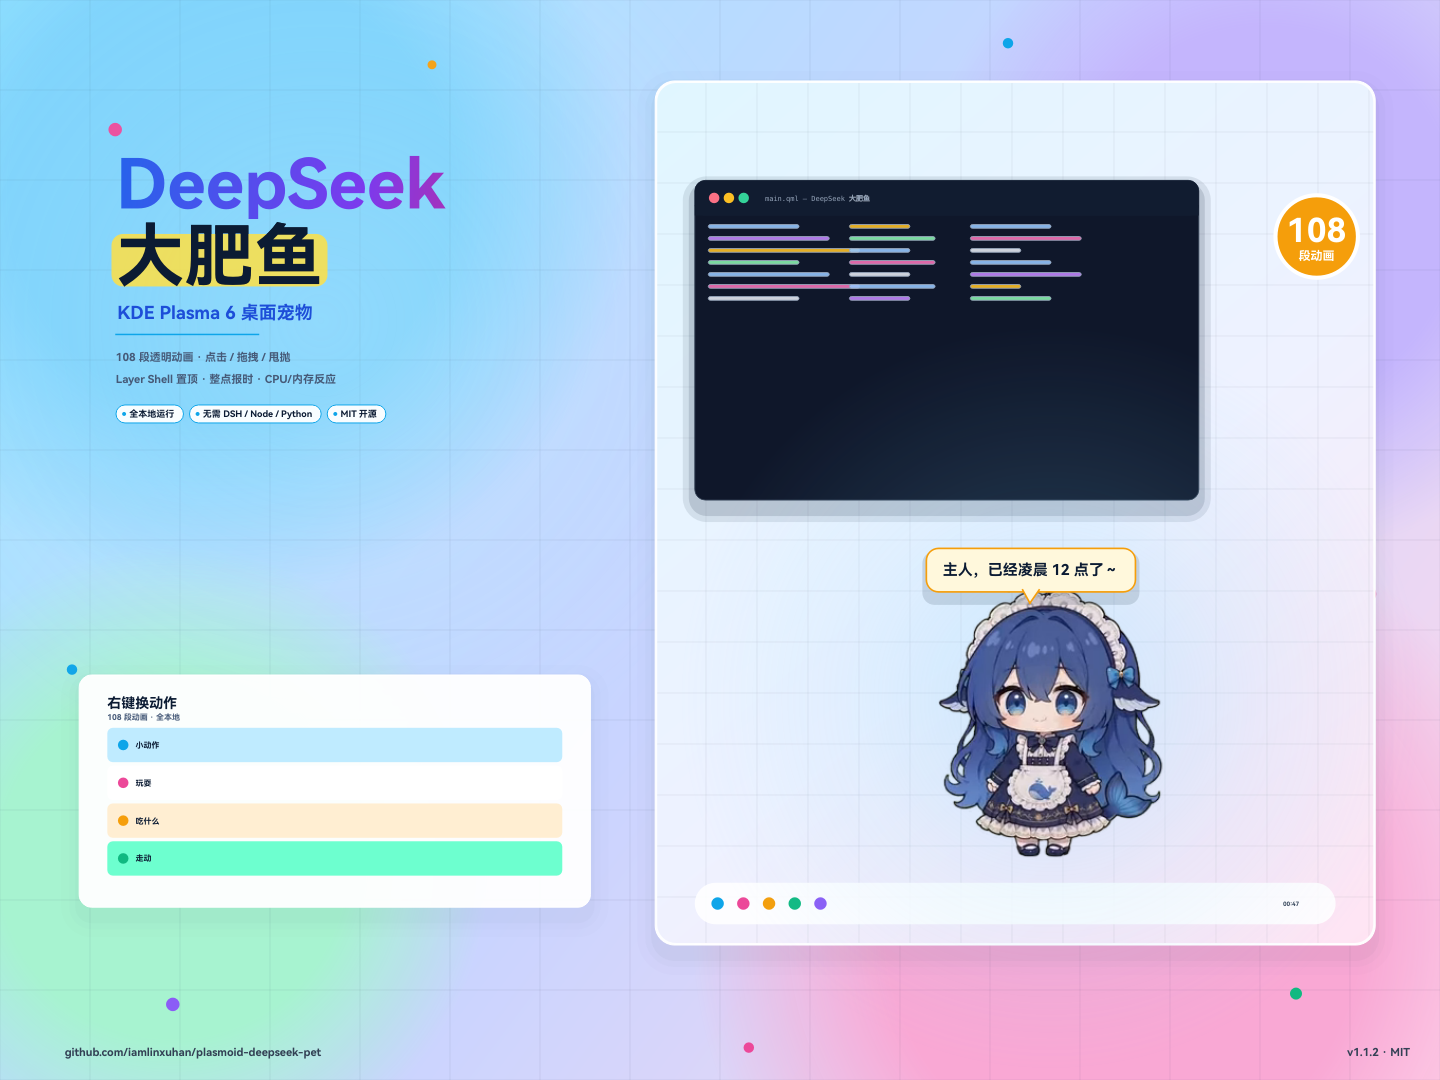 DeepSeek
大肥鱼
KDE Plasma 6 桌面宠物
108 段透明动画 · 点击 / 拖拽 / 甩抛
Layer Shell 置顶 · 整点报时 · CPU/内存反应
全本地运行
无需 DSH / Node / Python
MIT 开源
右键换动作
108 段动画 · 全本地
小动作
玩耍
吃什么
走动
main.qml — DeepSeek 大肥鱼
108
段动画
主人，已经凌晨 12 点了 ~
00:47
github.com/iamlinxuhan/plasmoid-deepseek-pet
v1.1.2 · MIT